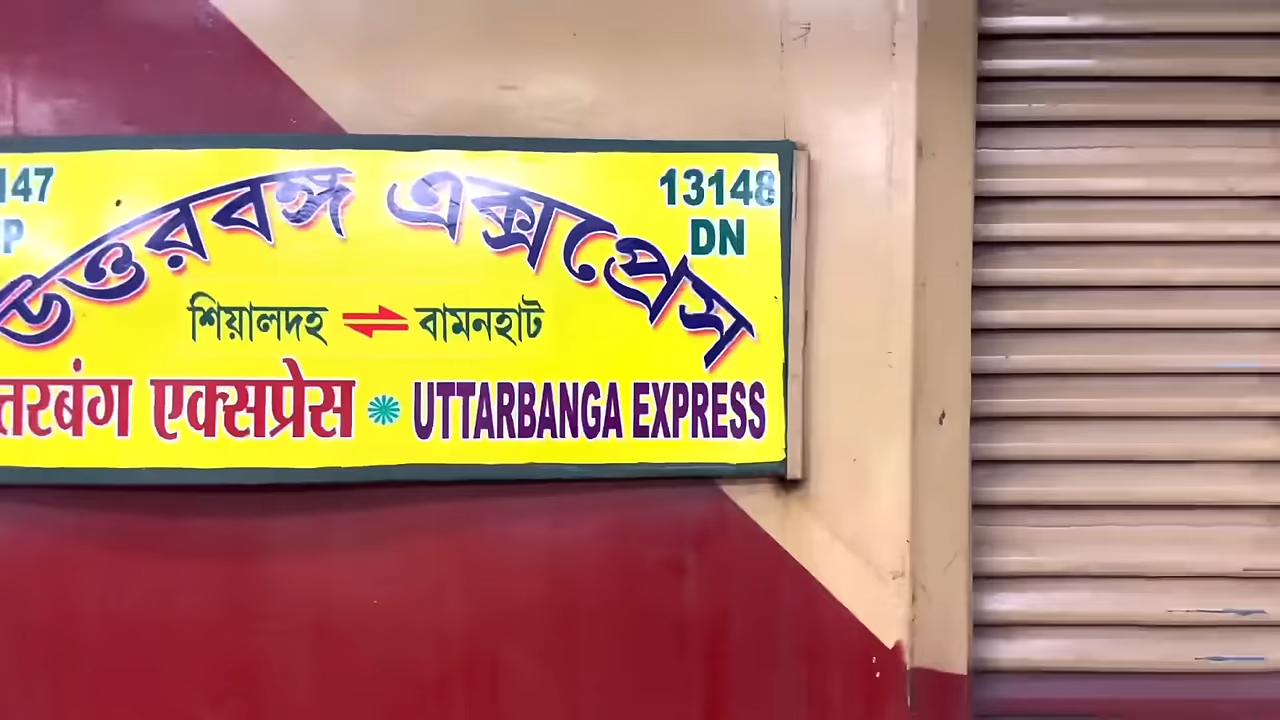 147 উত্তরবঙ্গ এক্সপ্রেস 13148
P DN
শিয়ালদহ ⇌ বামনহাট
त्तरबंग एक्सप्रेस * UTTARBANGA EXPRESS